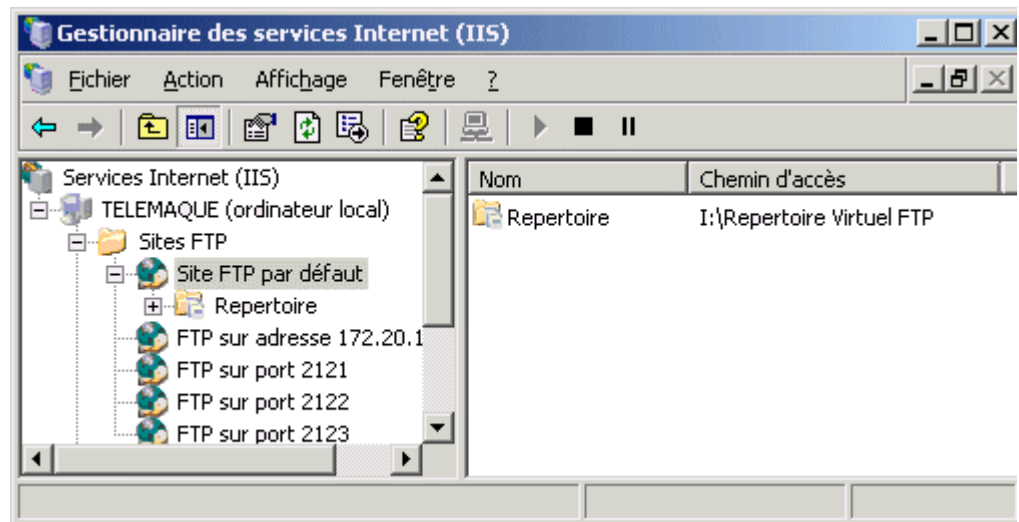 Gestionnaire des services Internet (IIS)
Fichier Action Affichage Fenêtre ?
Services Internet (IIS)
TELEMAQUE (ordinateur local)
Sites FTP
Site FTP par défaut
Repertoire
FTP sur adresse 172.20.1
FTP sur port 2121
FTP sur port 2122
FTP sur port 2123
Nom Chemin d'accès
Repertoire I:\Repertoire Virtuel FTP